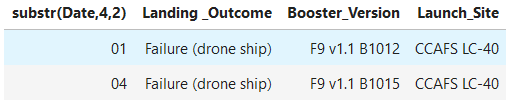 substr(Date,4,2) Landing _Outcome Booster_Version Launch_Site
01 Failure (drone ship) F9 v1.1 B1012 CCAFS LC-40
04 Failure (drone ship) F9 v1.1 B1015 CCAFS LC-40